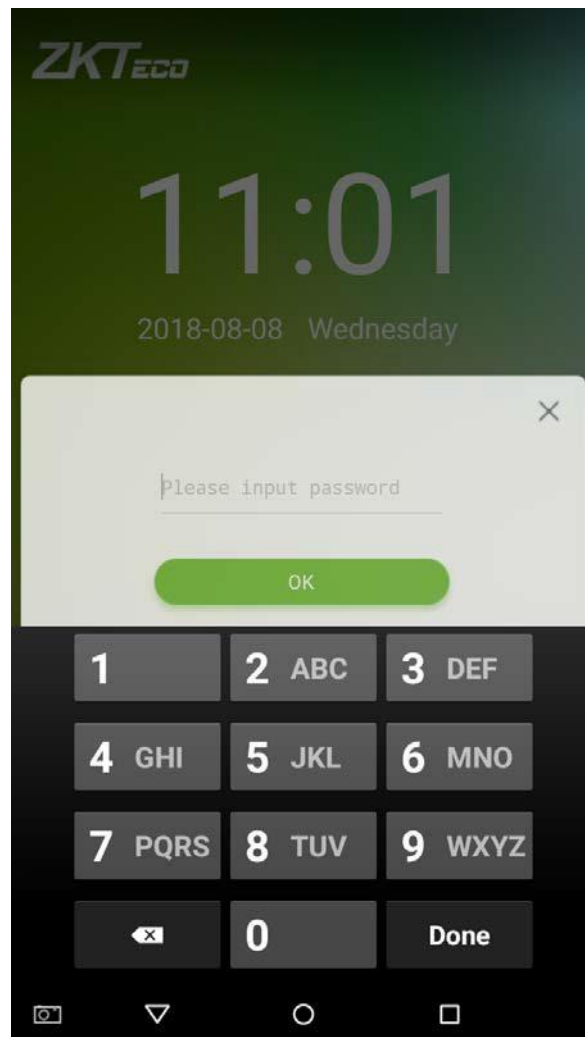 ZKTECO
11:01
2018-08-08 Wednesday
Please input password
OK
1 2 ABC 3 DEF
4 GHI 5 JKL 6 MNO
7 PQRS 8 TUV 9 WXYZ
0 Done